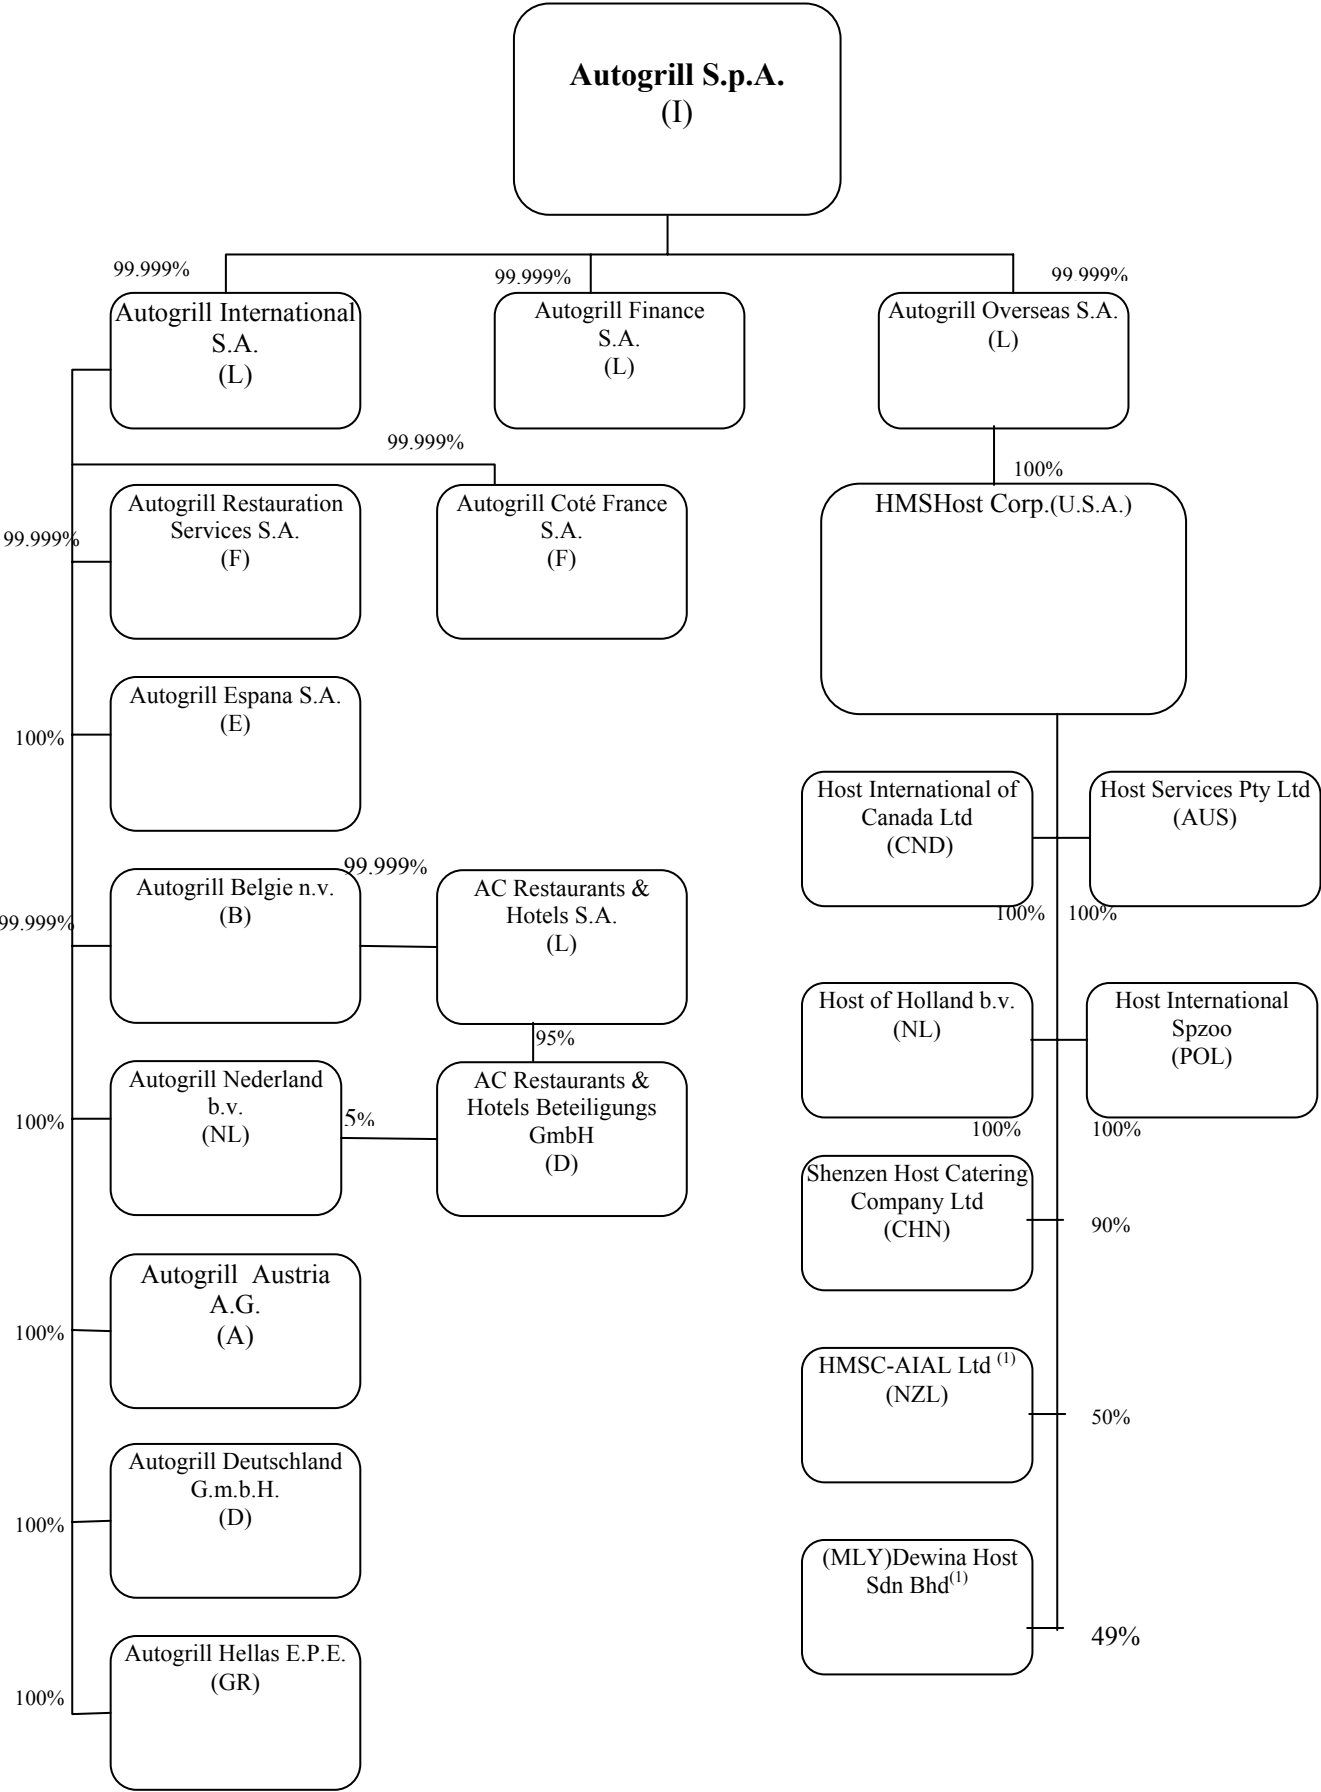 Autogrill S.p.A.
(I)
99.999%
99.999%
99.999%
Autogrill International
S.A.
(L)
Autogrill Finance
S.A.
(L)
Autogrill Overseas S.A.
(L)
99.999%
100%
Autogrill Restauration
Services S.A.
(F)
99.999%
Autogrill Coté France
S.A.
(F)
HMSHost Corp.(U.S.A.)
Autogrill Espana S.A.
(E)
100%
Host International of
Canada Ltd
(CND)
Host Services Pty Ltd
(AUS)
100%
100%
99.999%
Autogrill Belgie n.v.
(B)
99.999%
AC Restaurants &
Hotels S.A.
(L)
95%
Host of Holland b.v.
(NL)
Host International
Spzoo
(POL)
100%
100%
Autogrill Nederland
b.v.
(NL)
100%
5%
AC Restaurants &
Hotels Beteiligungs
GmbH
(D)
Shenzen Host Catering
Company Ltd
(CHN)
90%
Autogrill Austria
A.G.
(A)
100%
HMSC-AIAL Ltd (1)
(NZL)
50%
Autogrill Deutschland
G.m.b.H.
(D)
100%
(MLY)Dewina Host
Sdn Bhd(1)
49%
Autogrill Hellas E.P.E.
(GR)
100%